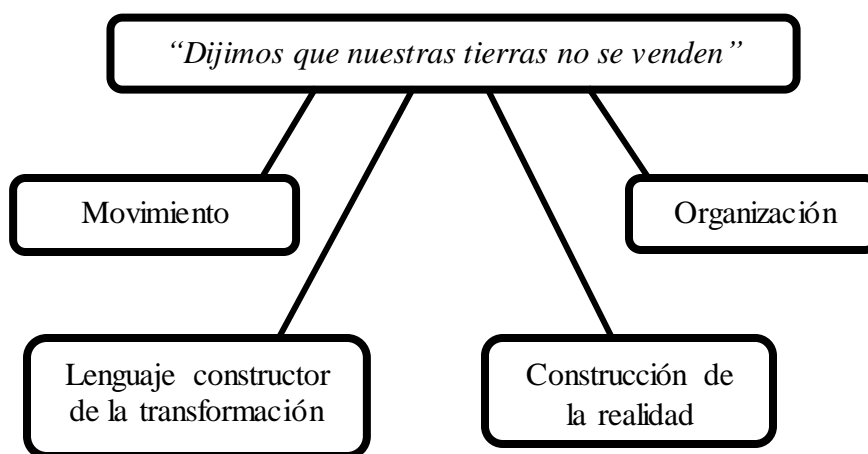 “Dijimos que nuestras tierras no se venden”
Movimiento
Organización
Lenguaje constructor
de la transformación
Construcción de
la realidad